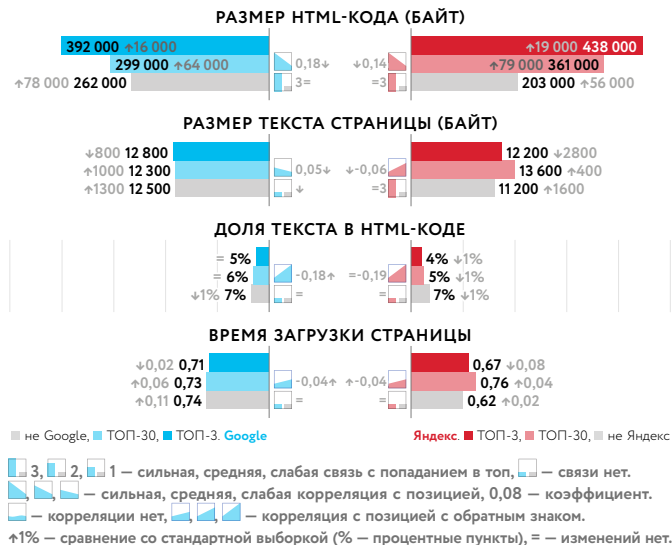 РАЗМЕР HTML-КОДА (БАЙТ)
392 000 ↑16 000 ↑19 000 438 000
299 000 ↑64 000 0,18↓ ↓0,14 ↑79 000 361 000
↑78 000 262 000 3= =3 203 000 ↑56 000
РАЗМЕР ТЕКСТА СТРАНИЦЫ (БАЙТ)
↓800 12 800 12 200 ↓2800
↑1000 12 300 0,05↓ ↓-0,06 13 600 ↑400
↑1300 12 500 ↓ =3 11 200 ↑1600
ДОЛЯ ТЕКСТА В HTML-КОДЕ
= 5% 4% ↓1%
= 6% -0,18↑ =-0,19 5% ↓1%
↓1% 7% = = 7% ↓1%
ВРЕМЯ ЗАГРУЗКИ СТРАНИЦЫ
↓0,02 0,71 0,67 ↓0,08
↑0,06 0,73 -0,04↑ ↑-0,04 0,76 ↑0,04
↑0,11 0,74 = = 0,62 ↑0,02
не Google, ТОП-30, ТОП-3. Google Яндекс. ТОП-3, ТОП-30, не Яндекс
3, 2, 1 — сильная, средняя, слабая связь с попаданием в топ, — связи нет.
, , — сильная, средняя, слабая корреляция с позицией, 0,08 — коэффициент.
— корреляции нет, , , — корреляция с позицией с обратным знаком.
↑1% — сравнение со стандартной выборкой (% — процентные пункты), = — изменений нет.